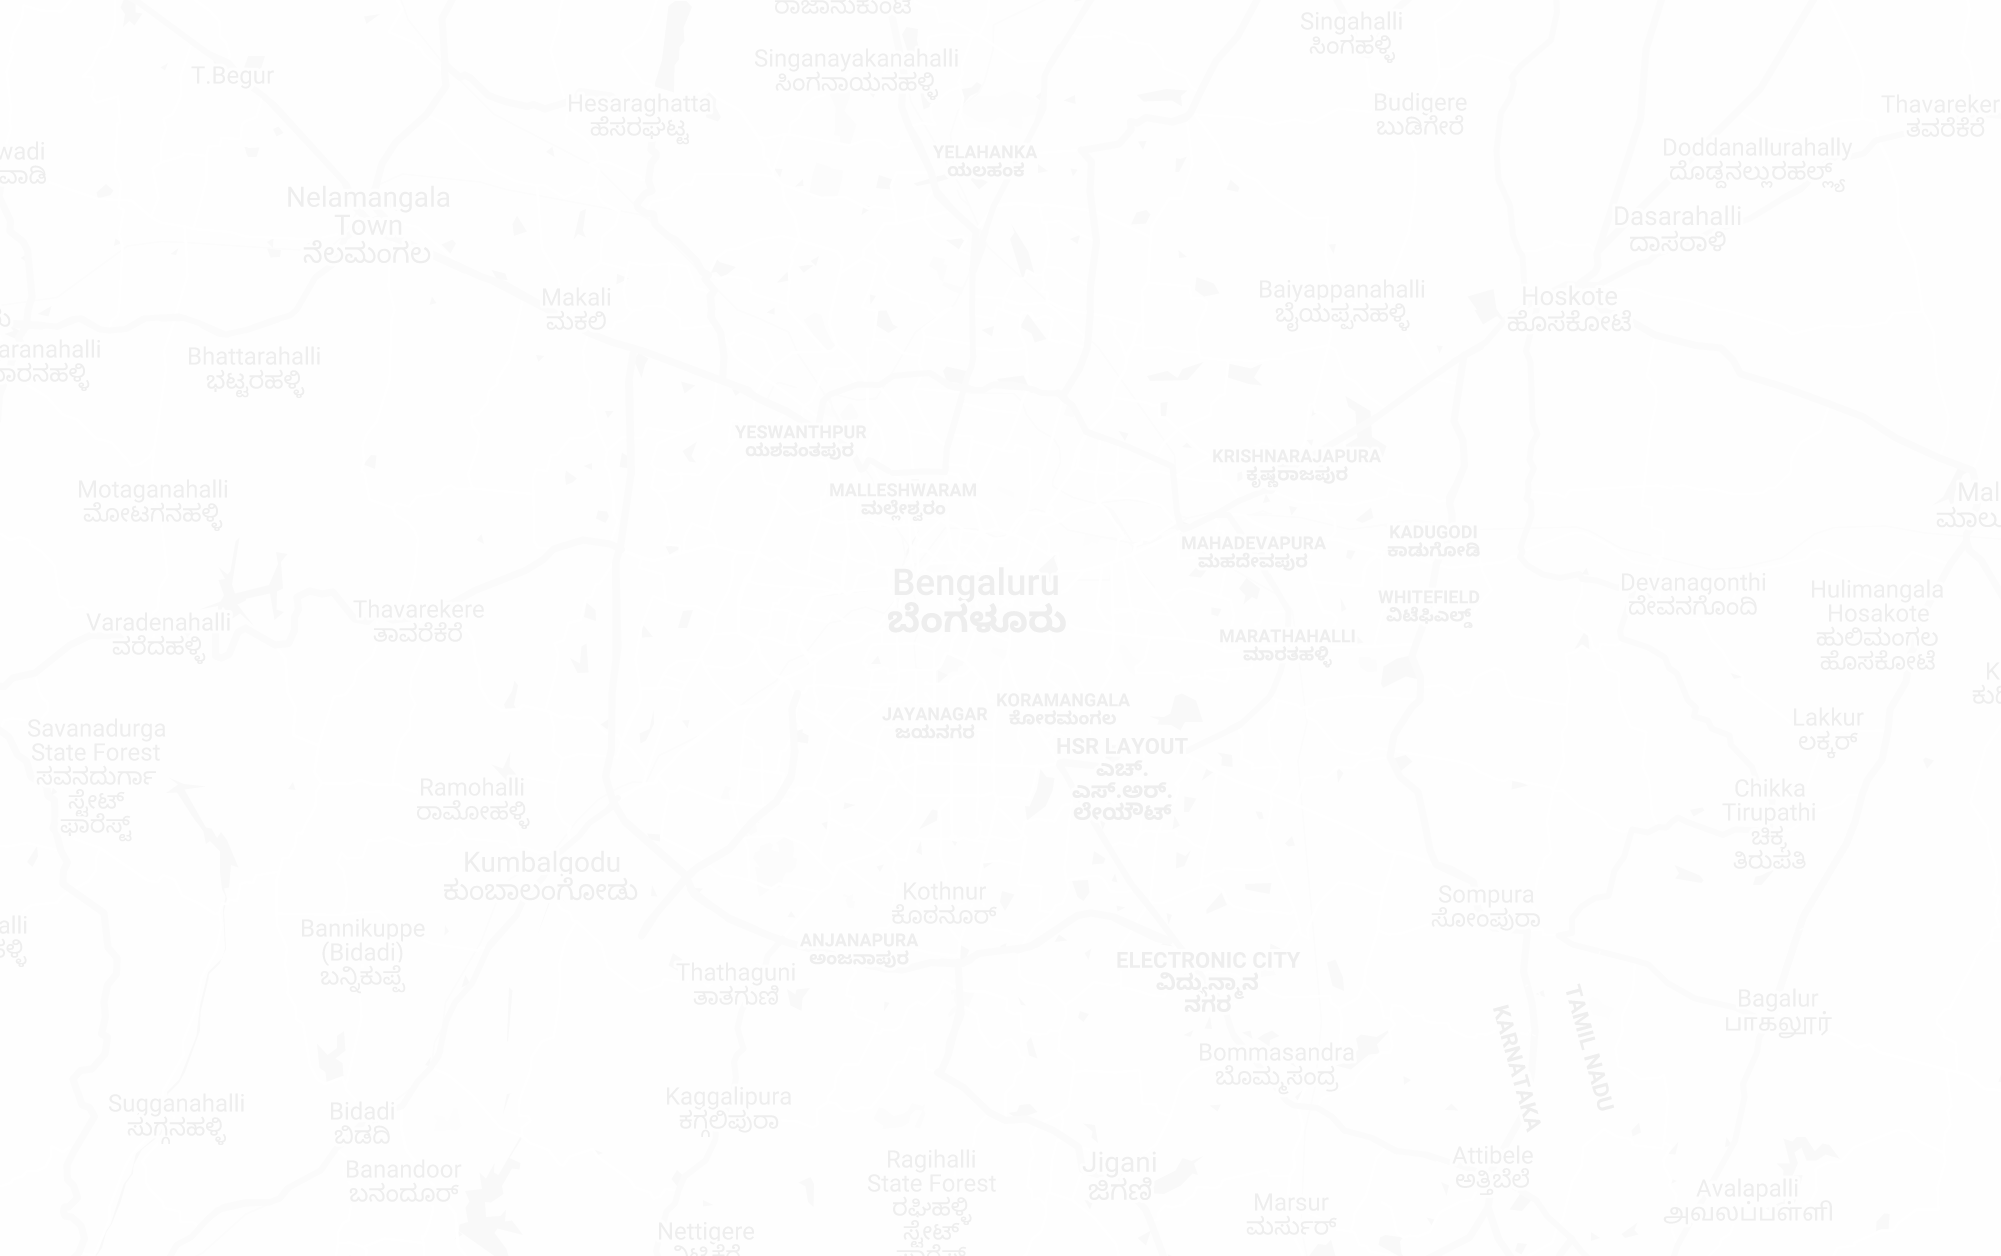 ರಾಜಾನುಕುಂಟೆ
Singahalli
ಸಿಂಗಹಳ್ಳಿ
Singanayakanahalli
ಸಿಂಗನಾಯನಹಳ್ಳಿ
T.Begur
Hesaraghatta
ಹೆಸರಘಟ್ಟ
Budigere
ಬುಡಿಗೇರೆ
Thavareker
ತವರೆಕೆರೆ
wadi
ವಾಡಿ
YELAHANKA
ಯಲಹಂಕ
Doddanallurahally
ದೊಡ್ಡನಲ್ಲುರಹಲ್ಲ್ಯ್
Nelamangala
Town
ನೆಲಮಂಗಲ
Dasarahalli
ದಾಸರಾಳಿ
Makali
ಮಕಲಿ
Baiyappanahalli
ಬೈಯಪ್ಪನಹಳ್ಳಿ
Hoskote
ಹೊಸಕೋಟೆ
aranahalli
ಾರನಹಳ್ಳಿ
Bhattarahalli
ಭಟ್ಟರಹಳ್ಳಿ
YESWANTHPUR
ಯಶವಂತಪುರ
KRISHNARAJAPURA
ಕೃಷ್ಣರಾಜಪುರ
Motaganahalli
ಮೋಟಗನಹಳ್ಳಿ
MALLESHWARAM
ಮಲ್ಲೇಶ್ವರಂ
Mal
ಮಾಲ
KADUGODI
ಕಾಡುಗೋಡಿ
MAHADEVAPURA
ಮಹದೇವಪುರ
Bengaluru
ಬೆಂಗಳೂರು
WHITEFIELD
ವಿಟಿಫಿಎಲ್ಡ್
Devanagonthi
ದೇವನಗೊಂದಿ
Hulimangala
Hosakote
ಹುಲಿಮಂಗಲ
ಹೊಸಕೋಟೆ
Varadenahalli
ವರೆದಹಳ್ಳಿ
Thavarekere
ತಾವರೆಕೆರೆ
MARATHAHALLI
ಮಾರತಹಳ್ಳಿ
K
ಕುಡಿ
Savanadurga
State Forest
ಸವನದುರ್ಗಾ
ಸ್ಟೇಟ್
ಫಾರೆಸ್ಟ್
JAYANAGAR
ಜಯನಗರ
KORAMANGALA
ಕೋರಮಂಗಲ
Lakkur
ಲಕ್ಕರ್
HSR LAYOUT
ಎಚ್.
ಎಸ್.ಅರ್.
ಲೇಯೌಟ್
Ramohalli
ರಾಮೋಹಳ್ಳಿ
Chikka
Tirupathi
ಚಿಕ್ಕ
ತಿರುಪತಿ
Kumbalgodu
ಕುಂಬಾಲಂಗೋಡು
Kothnur
ಕೊಠನೂರ್
Sompura
ಸೋಂಪುರಾ
alli
ಹಳ್ಳಿ
Bannikuppe
(Bidadi)
ಬನ್ನಿಕುಪ್ಪೆ
ANJANAPURA
ಅಂಜನಾಪುರ
Thathaguni
ತಾತಗುಣಿ
ELECTRONIC CITY
ವಿದ್ಯುನ್ಮಾನ
ನಗರ
Bagalur
பாகலூர்
KARNATAKA
TAMIL NADU
Bommasandra
ಬೊಮ್ಮಸಂದ್ರ
Sugganahalli
ಸುಗ್ಗನಹಳ್ಳಿ
Bidadi
ಬಿಡದಿ
Kaggalipura
ಕಗ್ಗಲಿಪುರಾ
Banandoor
ಬನಂದೂರ್
Ragihalli
State Forest
ರಘಿಹಳ್ಳಿ
ಸ್ಟೇಟ್
ಫಾರೆಸ್ಟ್
Jigani
ಜಿಗಣಿ
Attibele
ಅತ್ತಿಬೆಲೆ
Avalapalli
அவலப்பள்ளி
Marsur
ಮರ್ಸುರ್
Nettigere